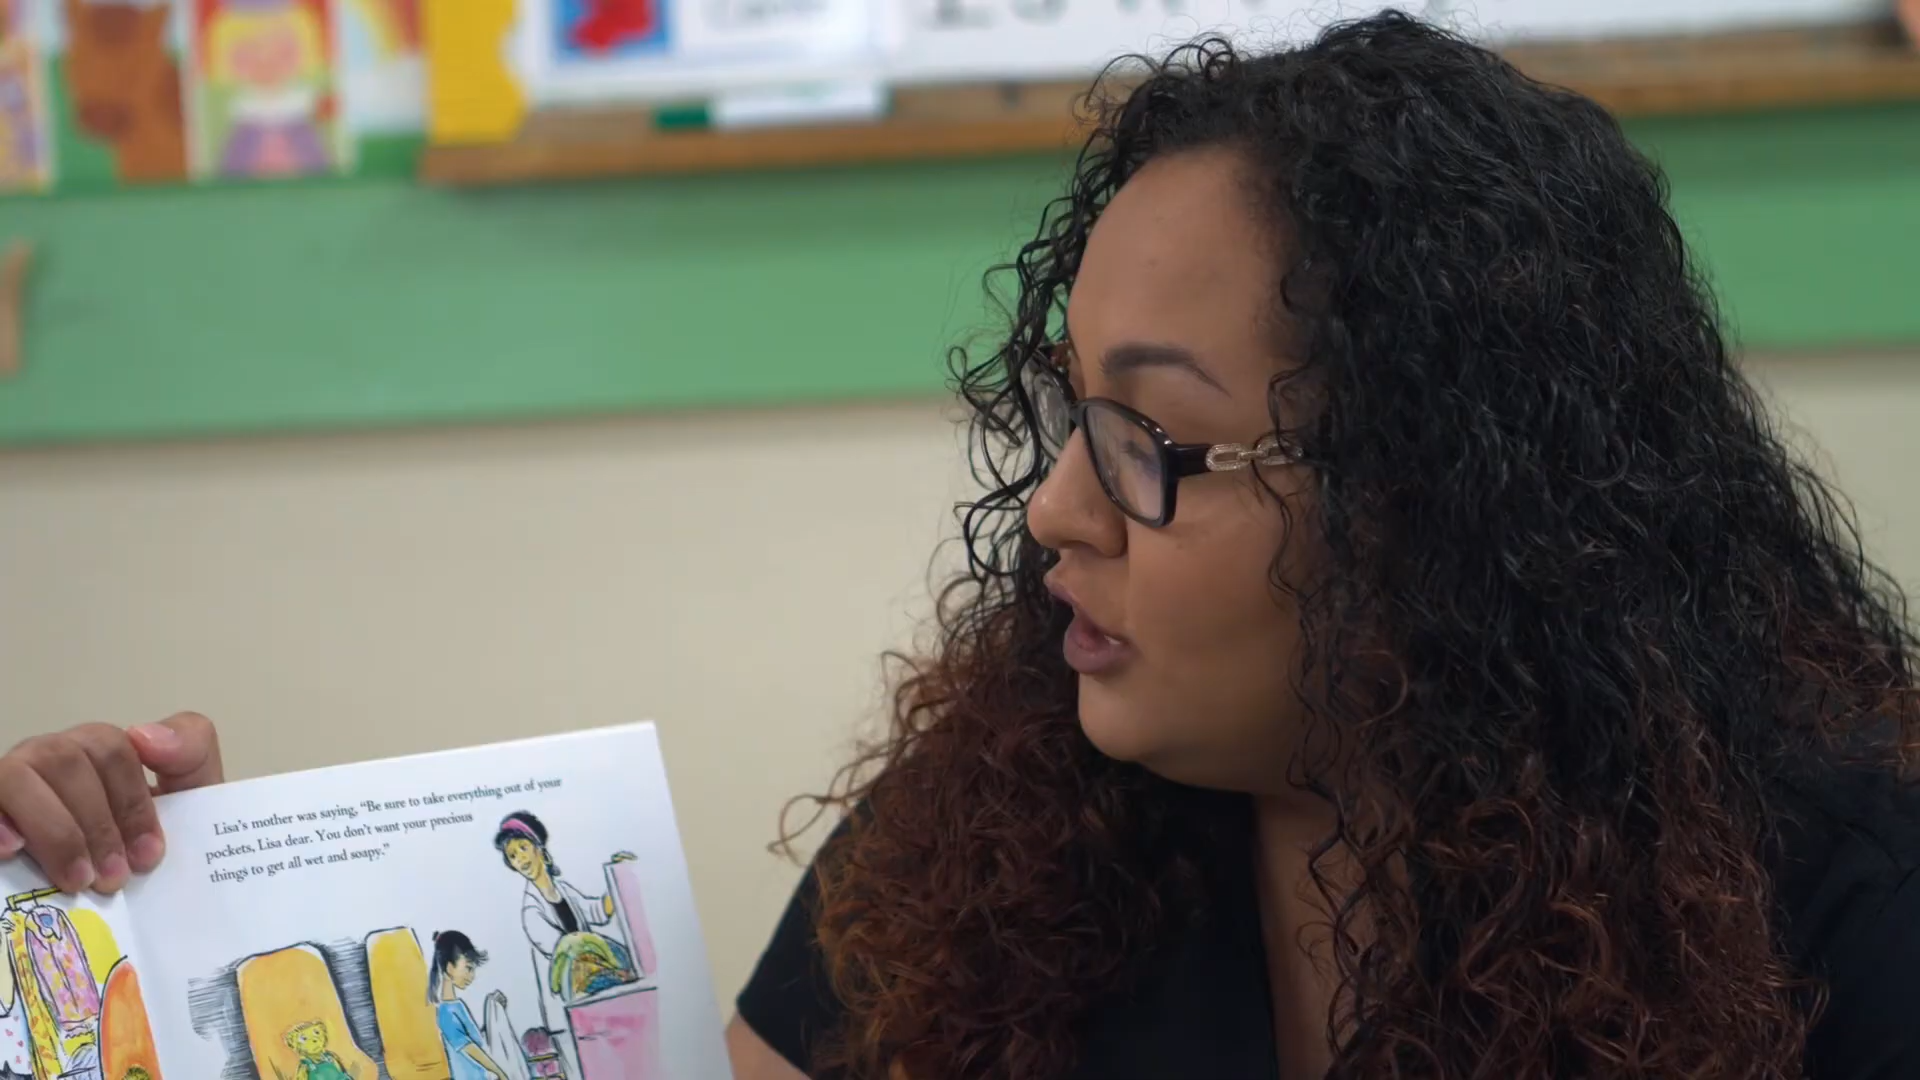 Lisa's mother was saying, “Be sure to take everything out of your
pockets, Lisa dear. You don't want your precious
things to get all wet and soapy.”